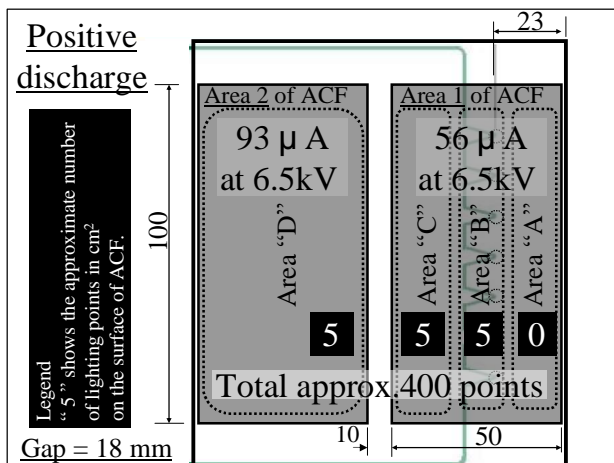 Positive
discharge
23
Area 2 of ACF
Area 1 of ACF
93 μ A
at 6.5kV
56 μ A
at 6.5kV
100
Area “D”
Area “C”
Area “B”
Area “A”
5
5
5
0
Total approx.400 points
Legend
“ 5 ” shows the approximate number
of lighting points in cm²
on the surface of ACF.
Gap = 18 mm
10
50